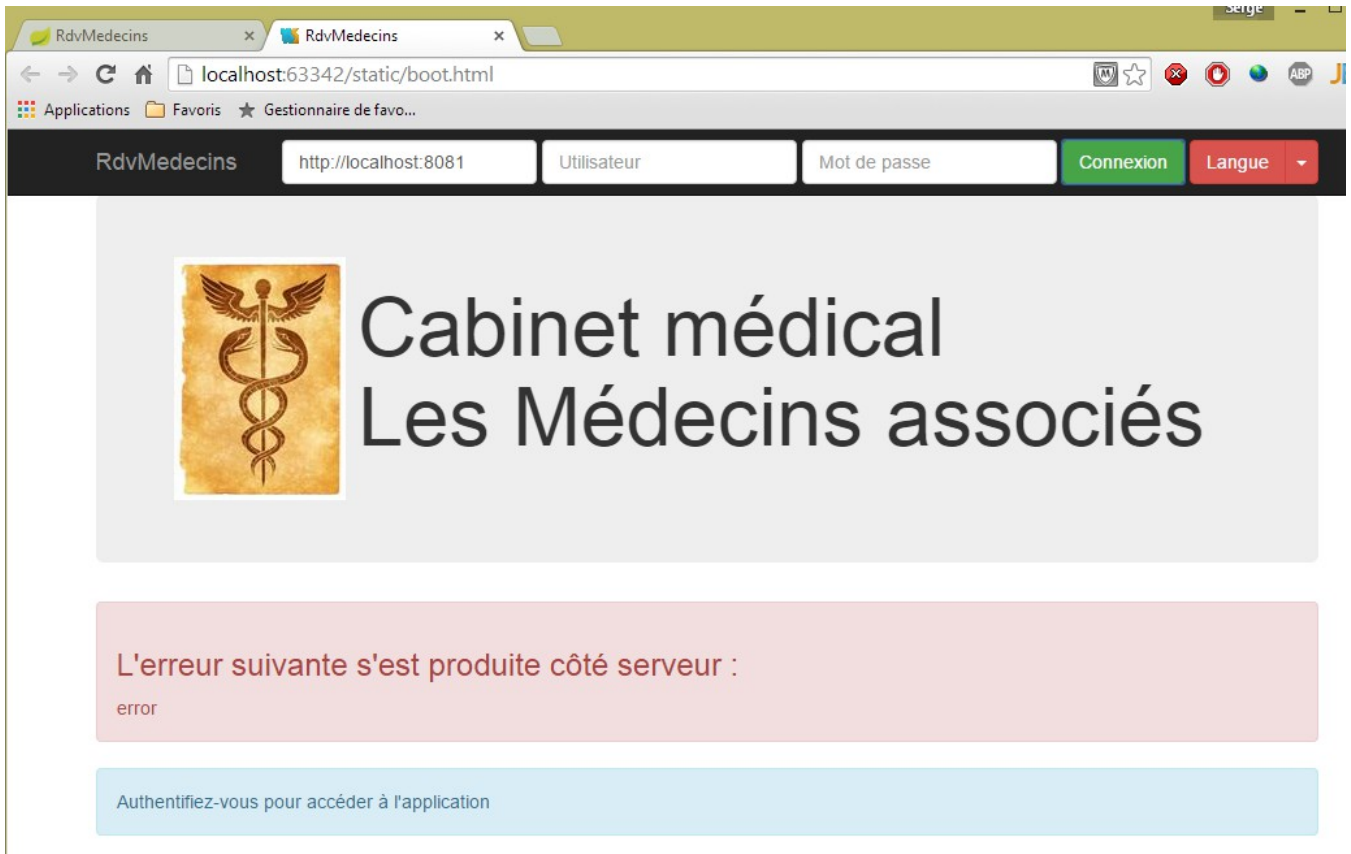 Serge
RdvMedecins × RdvMedecins ×
localhost:63342/static/boot.html ABP
Applications Favoris Gestionnaire de favo...
RdvMedecins http://localhost:8081 Utilisateur Mot de passe Connexion Langue
Cabinet médical
Les Médecins associés
L'erreur suivante s'est produite côté serveur :
error
Authentifiez-vous pour accéder à l'application